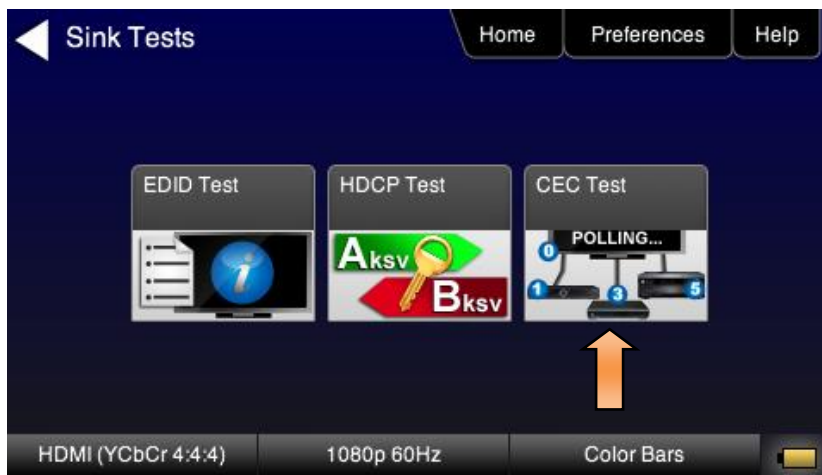 Sink Tests
Home
Preferences
Help
EDID Test
HDCP Test
CEC Test
i
Aksv
Bksv
POLLING...
0
1
3
5
HDMI (YCbCr 4:4:4)
1080p 60Hz
Color Bars